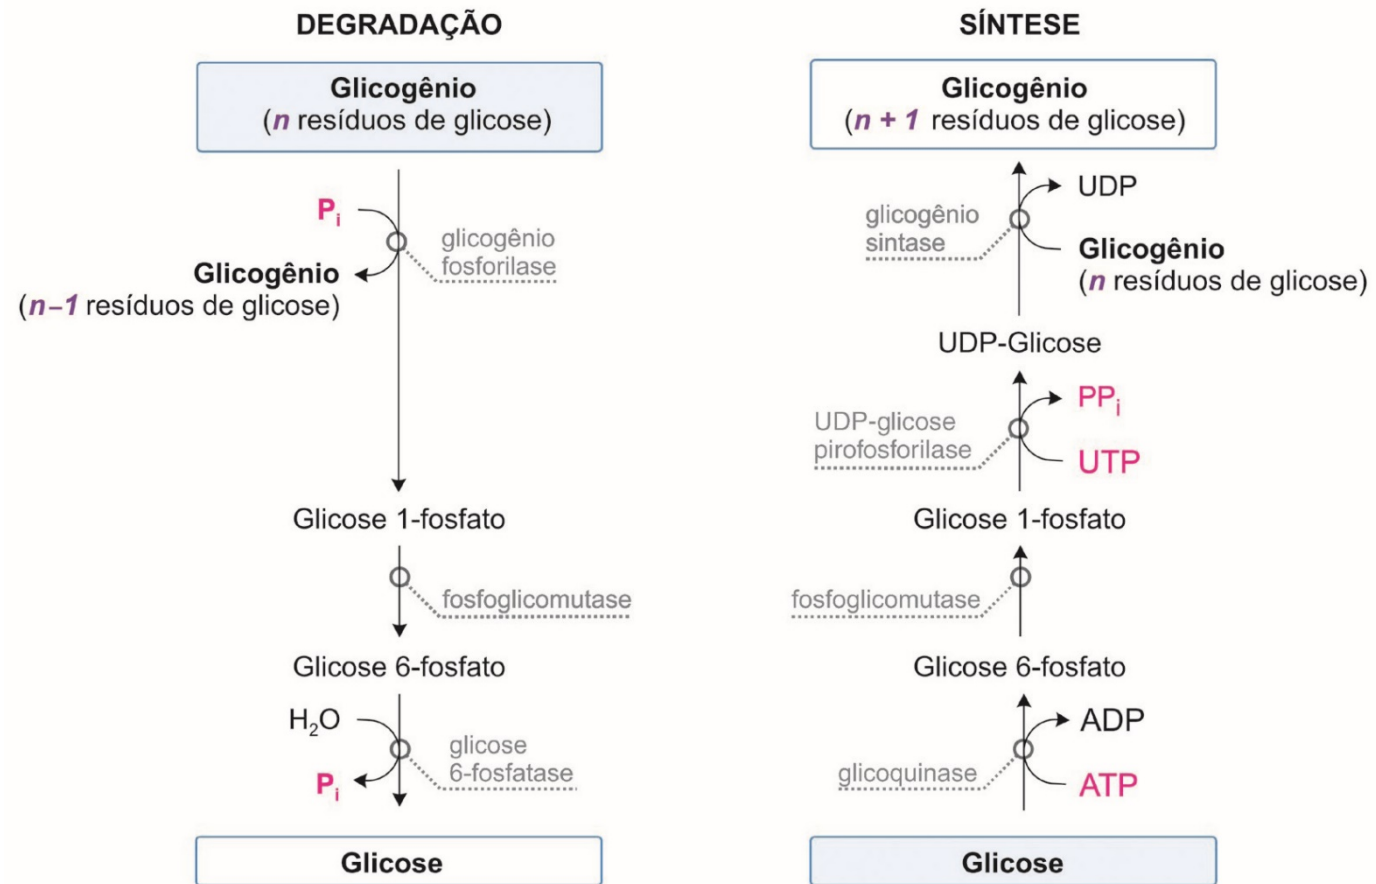 DEGRADAÇÃO
Glicogênio
(n resíduos de glicose)
Pi
glicogênio
fosforilase
Glicogênio
(n–1 resíduos de glicose)
Glicose 1-fosfato
fosfoglicomutase
Glicose 6-fosfato
H2O
glicose
6-fosfatase
Pi
Glicose
SÍNTESE
Glicogênio
(n + 1 resíduos de glicose)
UDP
glicogênio
sintase
Glicogênio
(n resíduos de glicose)
UDP-Glicose
PPi
UDP-glicose
pirofosforilase
UTP
Glicose 1-fosfato
fosfoglicomutase
Glicose 6-fosfato
ADP
glicoquinase
ATP
Glicose